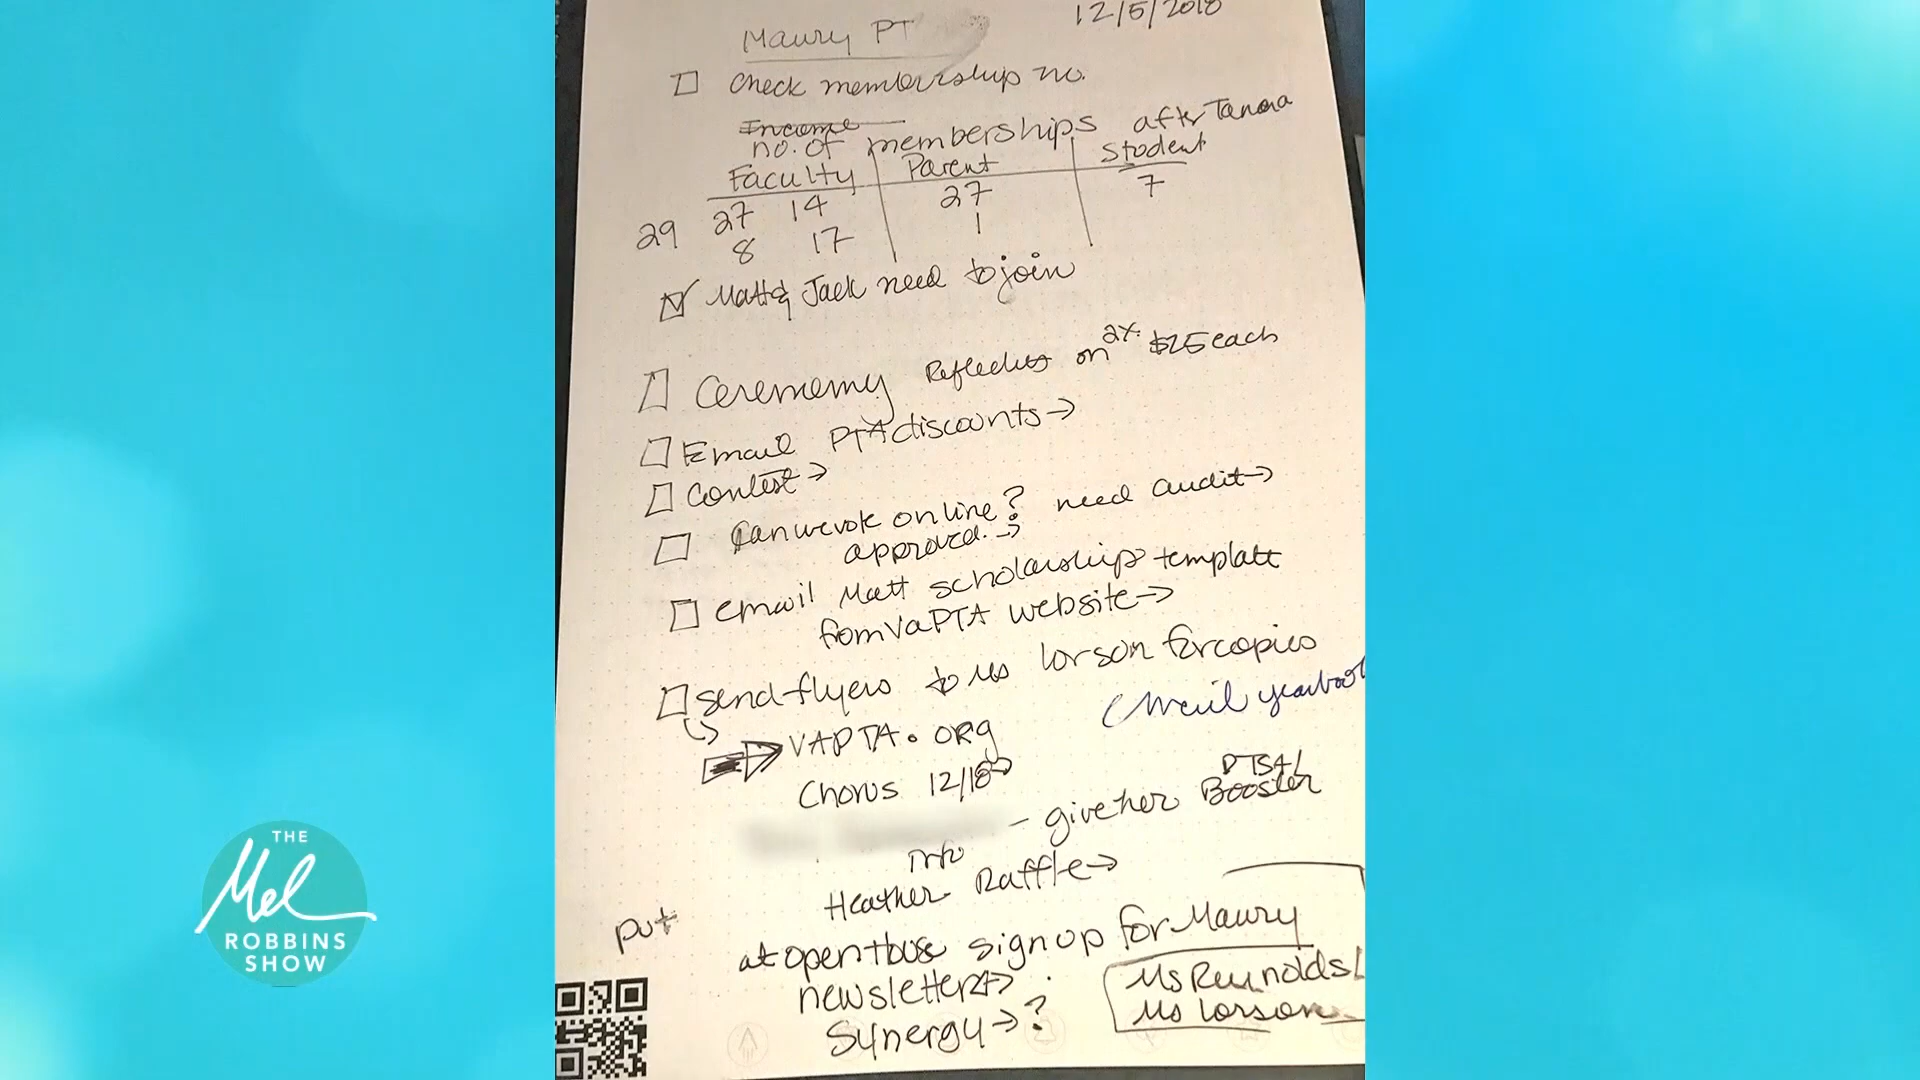 12/5/2018
Maury PT
Check membership no.
Income
no. of memberships after Tanora
Faculty Parent Student
27 14 27 7
29
8 17 1
Matt & Jack need to join
Ceremony Reflections on 2x. $25 each
Email PTA discounts→
Contest→
Can we vote online? need audit→
approved.→
email Matt scholarship template
from VaPTA website→
send flyers to Ms Lorson for copies
email yearbook
VAPTA.ORG
Chorus 12/18→
PTSA/
- give her Booster
info
Heather Raffle→
put
at open house sign up for Maury
newsletter→
Ms Reynolds/
Ms Lorson
Synergy→?
THE
Mel
ROBBINS
SHOW